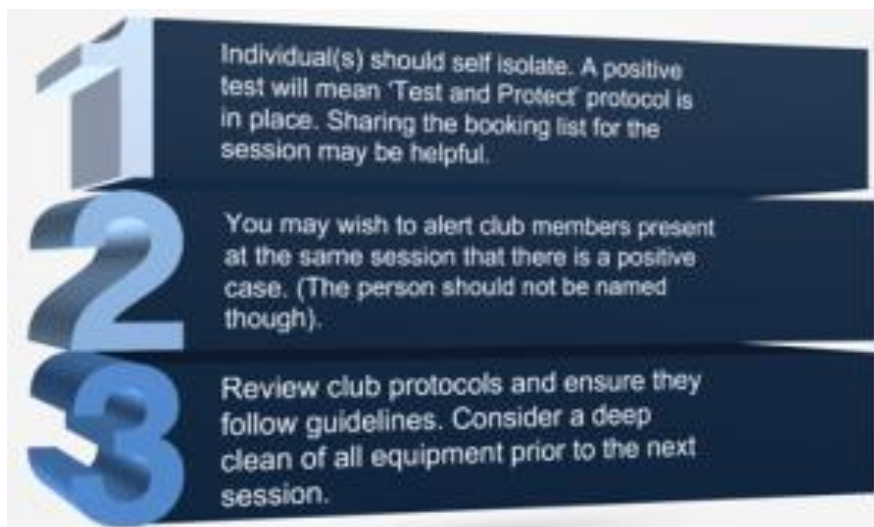 1
Individual(s) should self isolate. A positive
test will mean 'Test and Protect' protocol is
in place. Sharing the booking list for the
session may be helpful.
2
You may wish to alert club members present
at the same session that there is a positive
case. (The person should not be named
though).
3
Review club protocols and ensure they
follow guidelines. Consider a deep
clean of all equipment prior to the next
session.